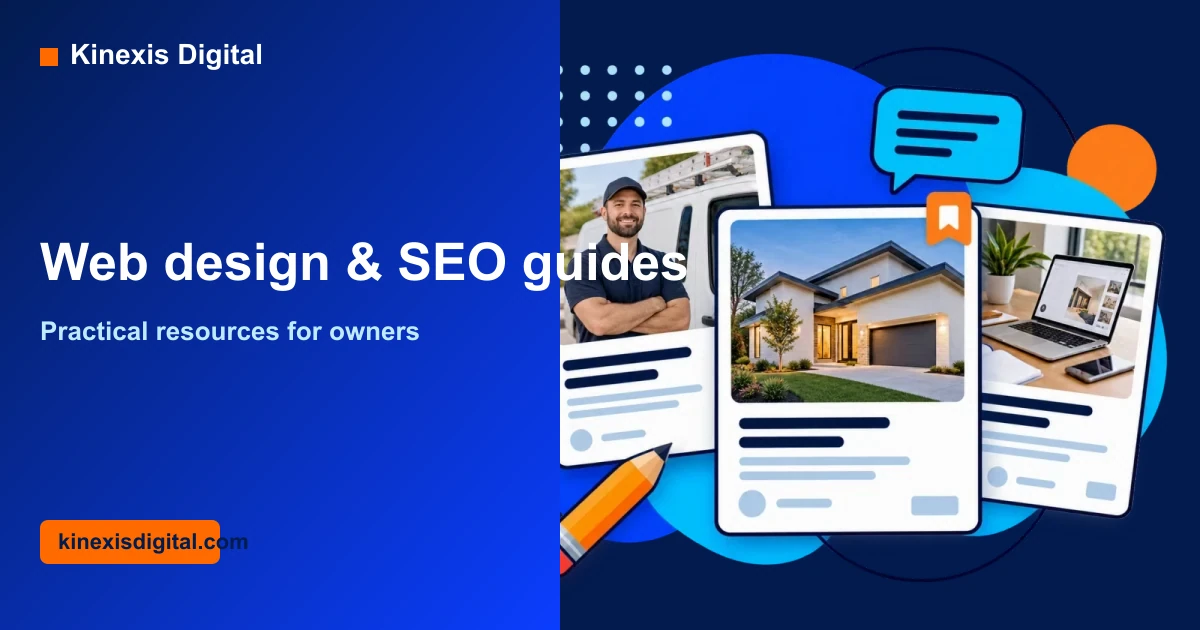 Kinexis Digital
Web design & SEO guides
Practical resources for owners
kinexisdigital.com